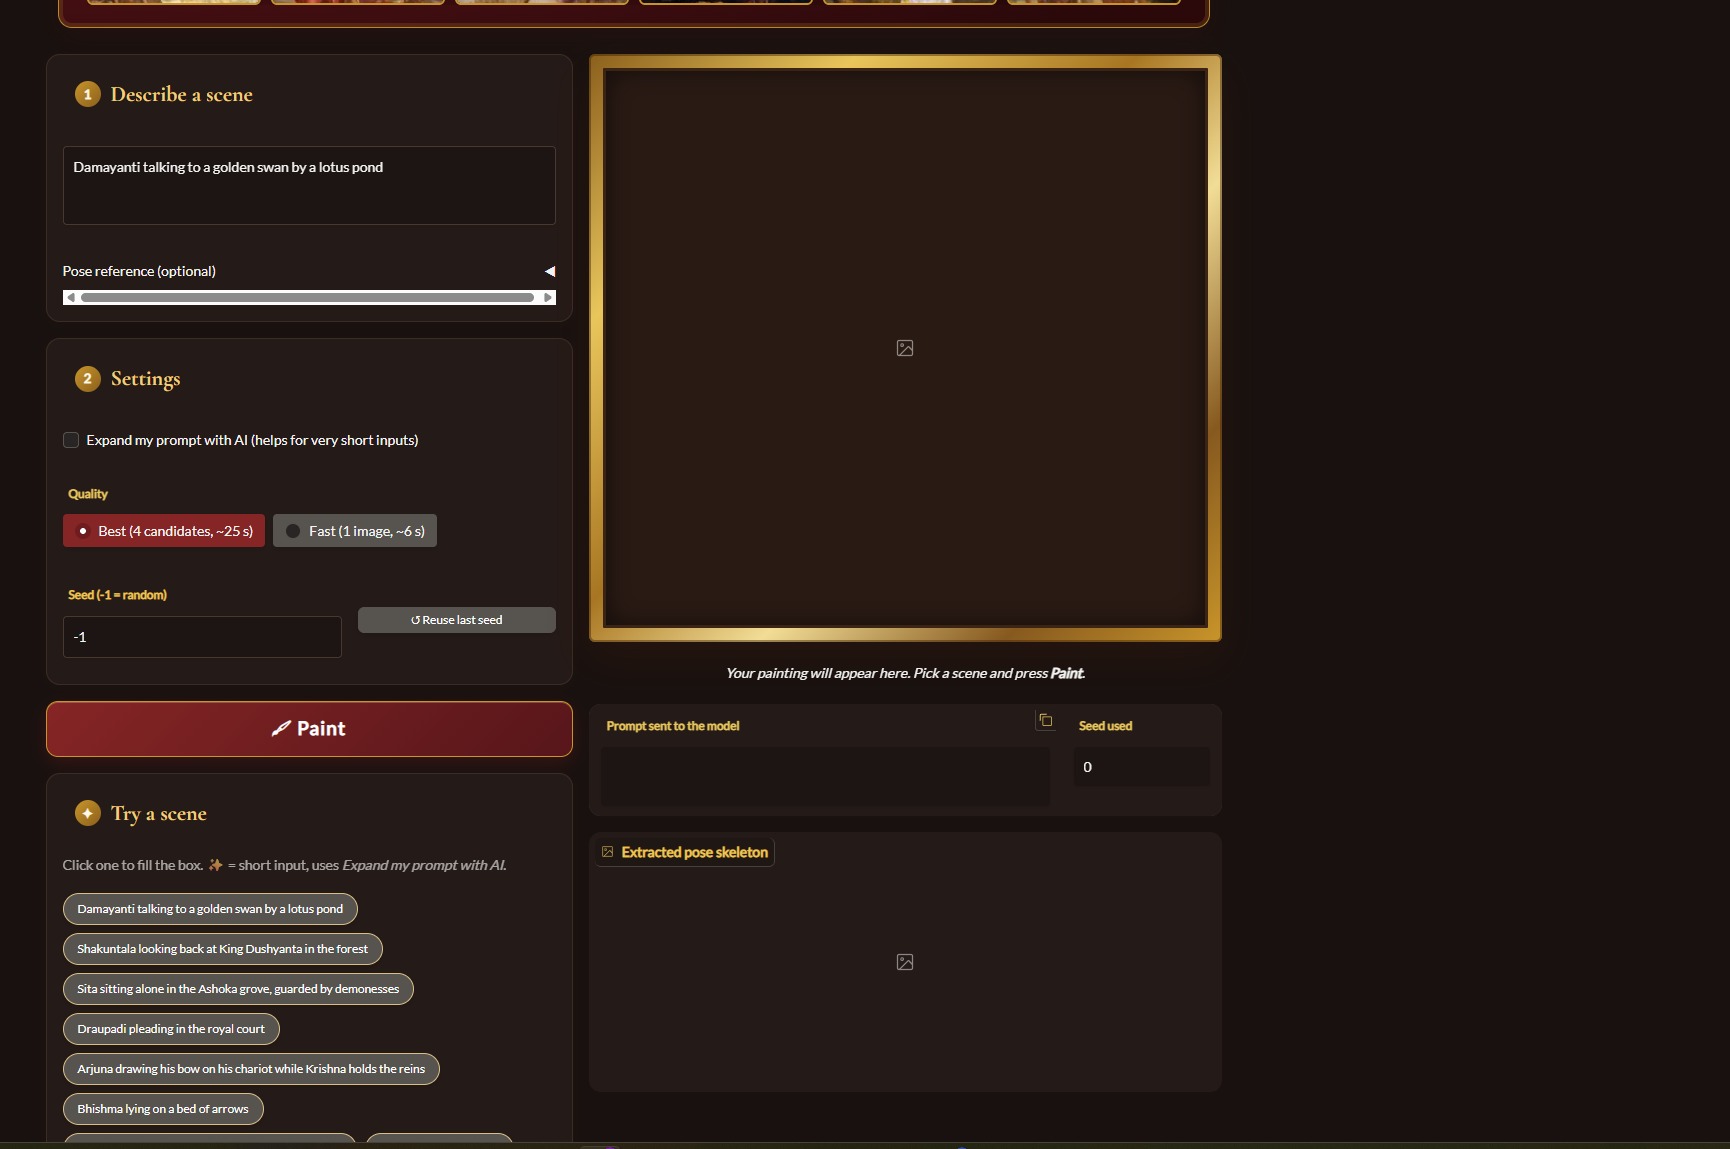 1 Describe a scene
Damayanti talking to a golden swan by a lotus pond
Pose reference (optional)
2 Settings
Expand my prompt with AI (helps for very short inputs)
Quality
Best (4 candidates, ~25 s)
Fast (1 image, ~6 s)
Seed (-1 = random)
-1
↺ Reuse last seed
Paint
Try a scene
Click one to fill the box. ✨ = short input, uses Expand my prompt with AI.
Damayanti talking to a golden swan by a lotus pond
Shakuntala looking back at King Dushyanta in the forest
Sita sitting alone in the Ashoka grove, guarded by demonesses
Draupadi pleading in the royal court
Arjuna drawing his bow on his chariot while Krishna holds the reins
Bhishma lying on a bed of arrows
Your painting will appear here. Pick a scene and press Paint.
Prompt sent to the model
Seed used
0
Extracted pose skeleton